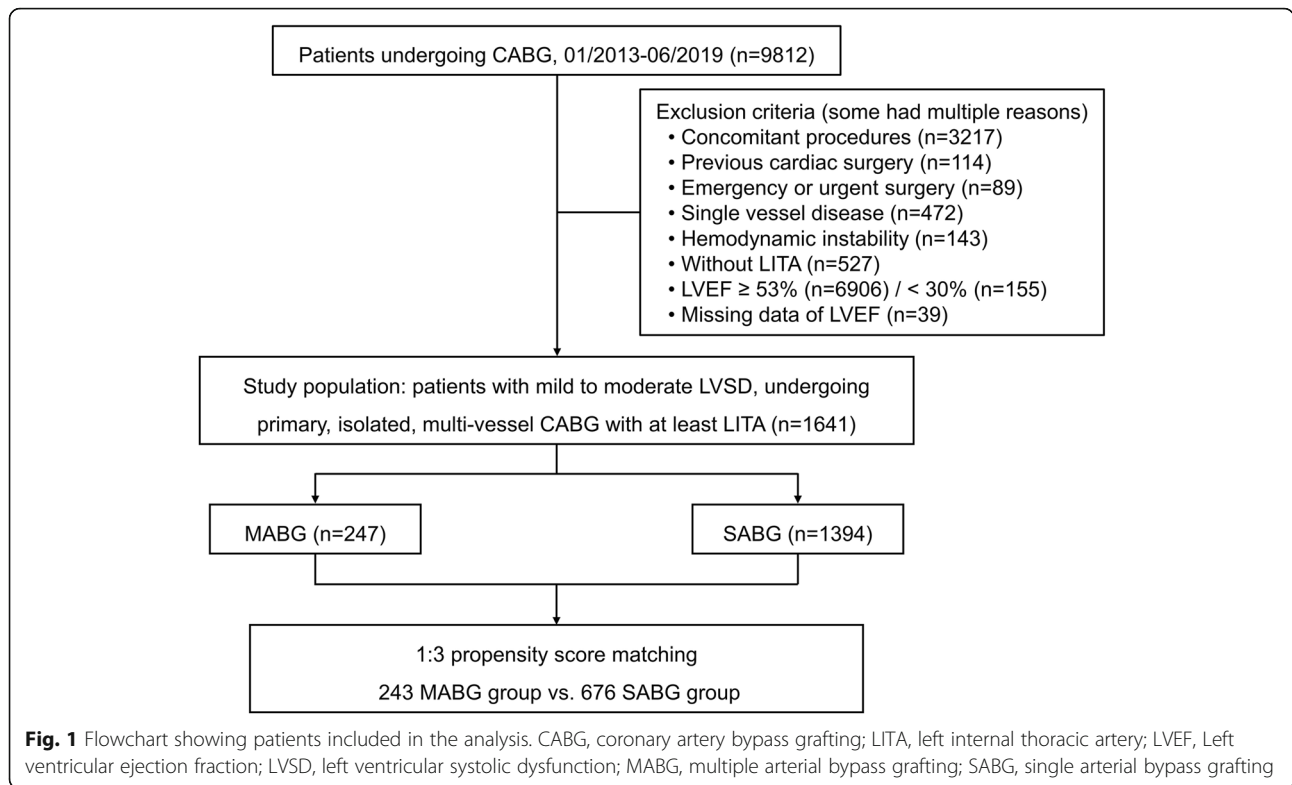 Patients undergoing CABG, 01/2013-06/2019 (n=9812)
Exclusion criteria (some had multiple reasons)
• Concomitant procedures (n=3217)
• Previous cardiac surgery (n=114)
• Emergency or urgent surgery (n=89)
• Single vessel disease (n=472)
• Hemodynamic instability (n=143)
• Without LITA (n=527)
• LVEF ≥ 53% (n=6906) / < 30% (n=155)
• Missing data of LVEF (n=39)
Study population: patients with mild to moderate LVSD, undergoing
primary, isolated, multi-vessel CABG with at least LITA (n=1641)
MABG (n=247)
SABG (n=1394)
1:3 propensity score matching
243 MABG group vs. 676 SABG group
Fig. 1 Flowchart showing patients included in the analysis. CABG, coronary artery bypass grafting; LITA, left internal thoracic artery; LVEF, Left
ventricular ejection fraction; LVSD, left ventricular systolic dysfunction; MABG, multiple arterial bypass grafting; SABG, single arterial bypass grafting